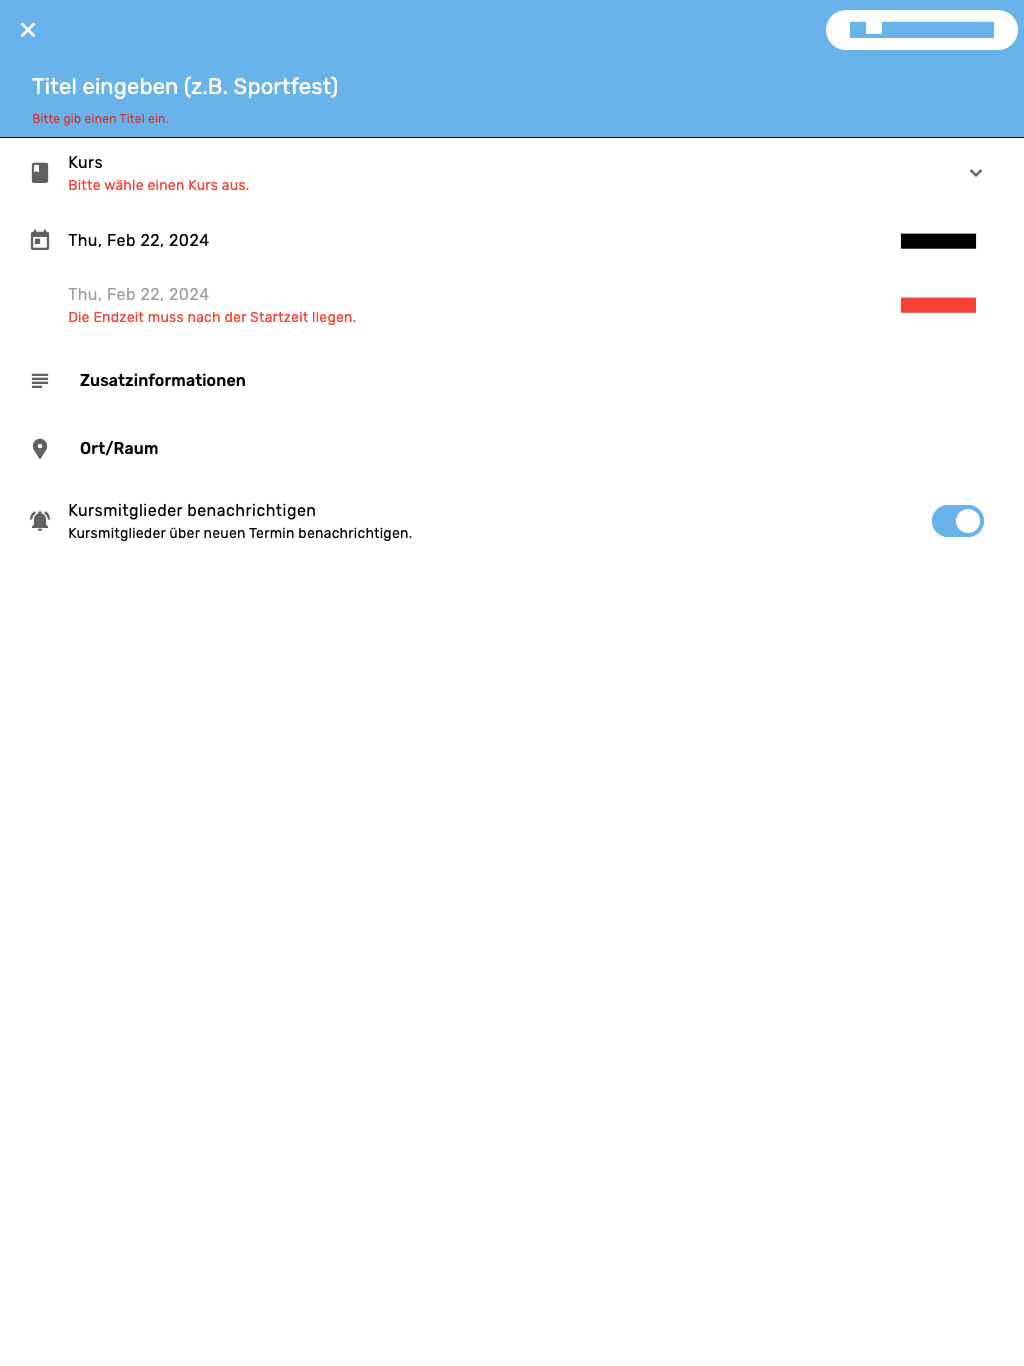 Titel eingeben (z.B. Sportfest)
Bitte gib einen Titel ein.
Kurs
Bitte wähle einen Kurs aus.
Thu, Feb 22, 2024
Thu, Feb 22, 2024
Die Endzeit muss nach der Startzeit liegen.
Zusatzinformationen
Ort/Raum
Kursmitglieder benachrichtigen
Kursmitglieder über neuen Termin benachrichtigen.